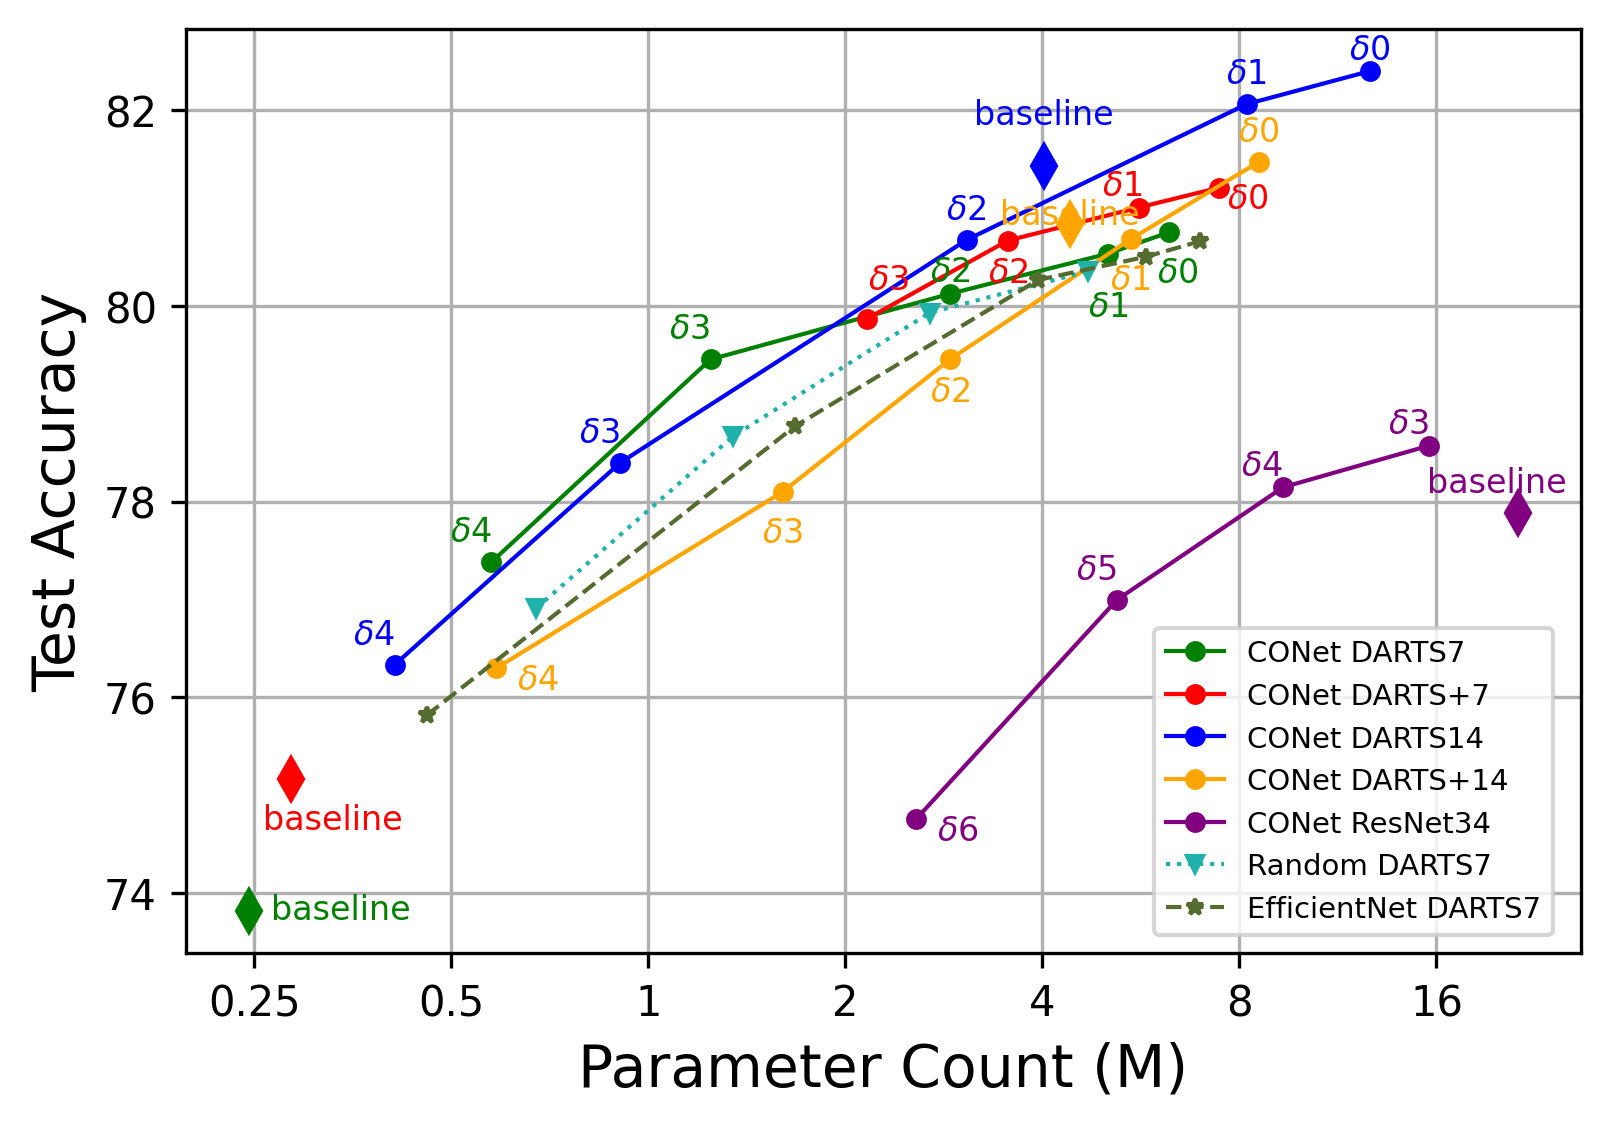 δ0
δ1
82
baseline
δ0
δ1
δ0
δ2
baseline
δ3
δ2
δ2
δ1
δ0
80
δ1
δ3
δ2
δ3
δ3
δ4
baseline
78
δ4
δ3
δ5
δ4
δ4
76
baseline
δ6
74
baseline
Test Accuracy
CONet DARTS7
CONet DARTS+7
CONet DARTS14
CONet DARTS+14
CONet ResNet34
Random DARTS7
EfficientNet DARTS7
0.25 0.5 1 2 4 8 16
Parameter Count (M)